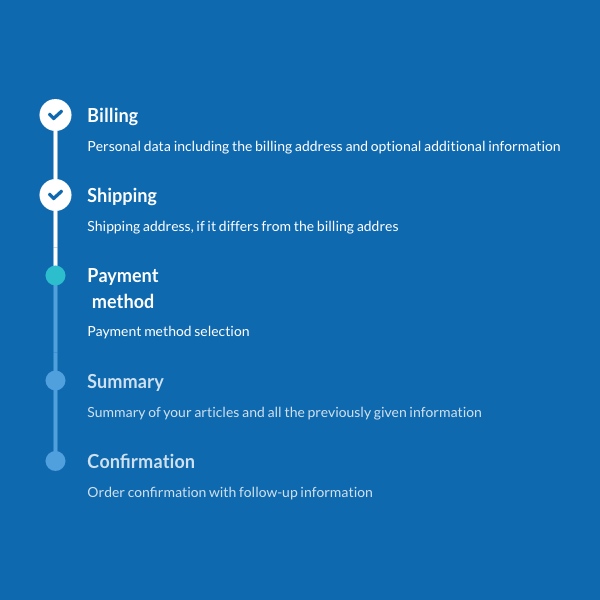 Billing
Personal data including the billing address and optional additional information
Shipping
Shipping address, if it differs from the billing addres
Payment
method
Payment method selection
Summary
Summary of your articles and all the previously given information
Confirmation
Order confirmation with follow-up information